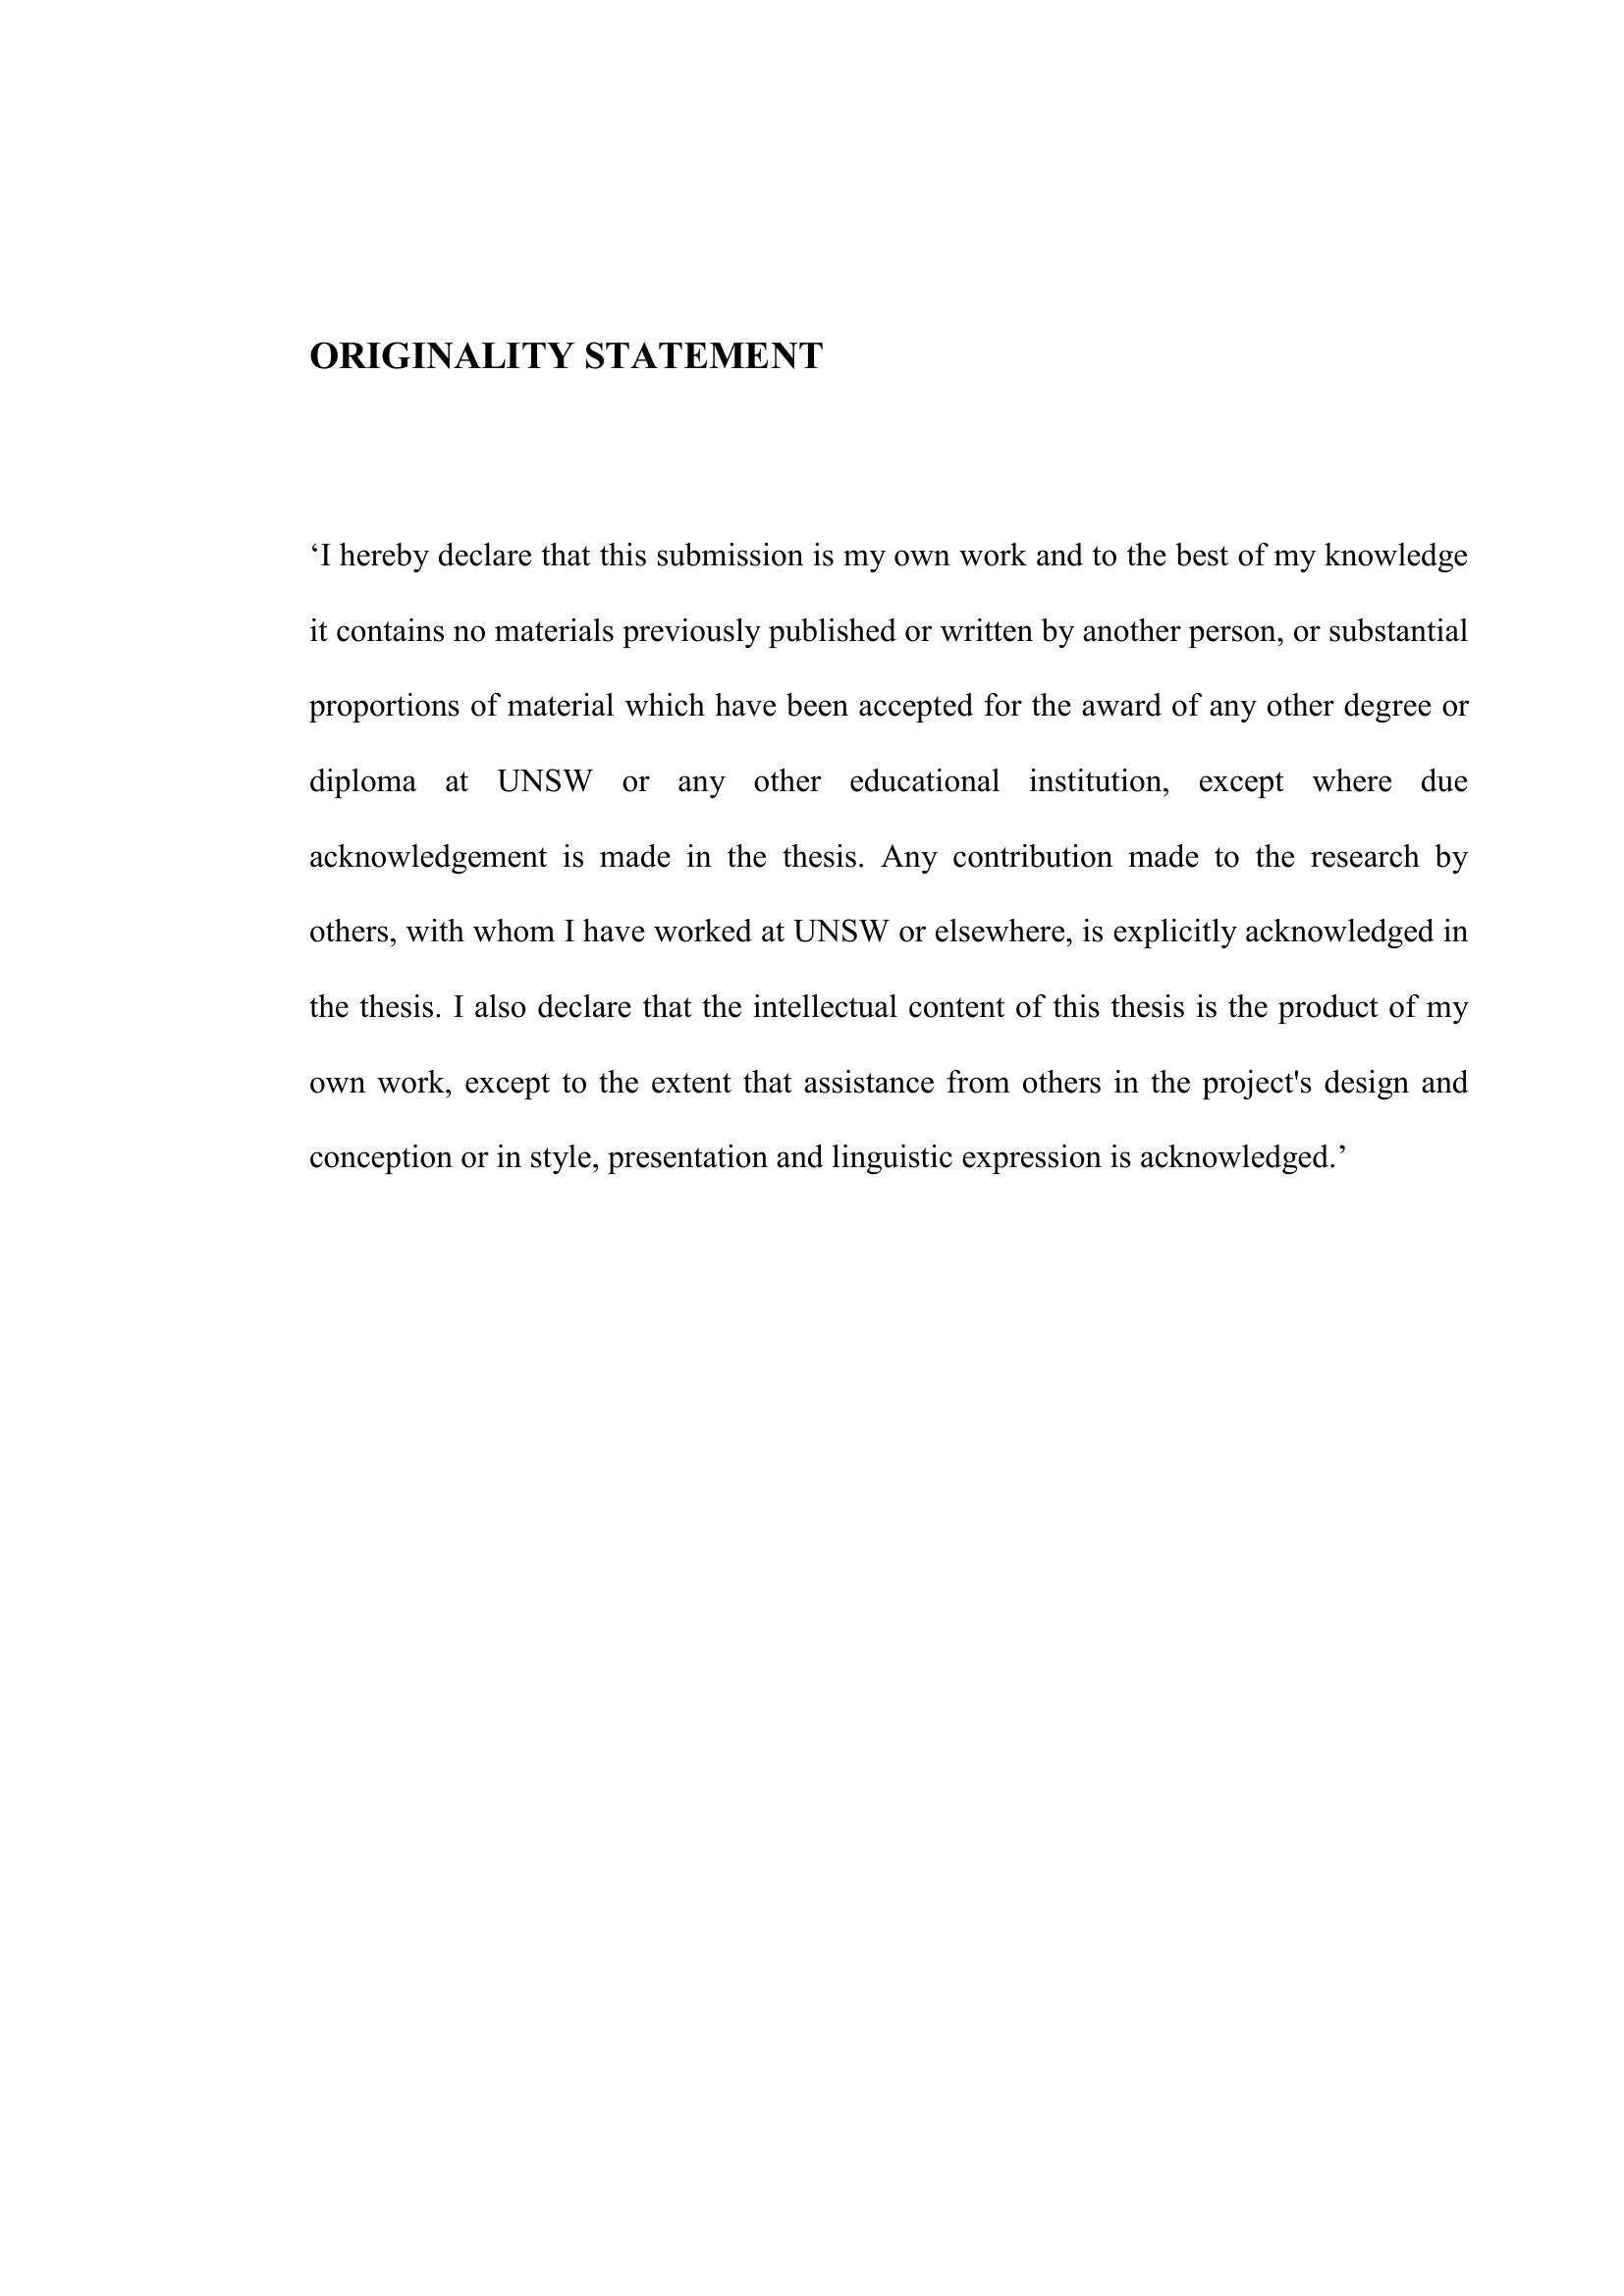 ORIGINALITY STATEMENT
‘I hereby declare that this submission is my own work and to the best of my knowledge
it contains no materials previously published or written by another person, or substantial
proportions of material which have been accepted for the award of any other degree or
diploma at UNSW or any other educational institution, except where due
acknowledgement is made in the thesis. Any contribution made to the research by
others, with whom I have worked at UNSW or elsewhere, is explicitly acknowledged in
the thesis. I also declare that the intellectual content of this thesis is the product of my
own work, except to the extent that assistance from others in the project's design and
conception or in style, presentation and linguistic expression is acknowledged.’